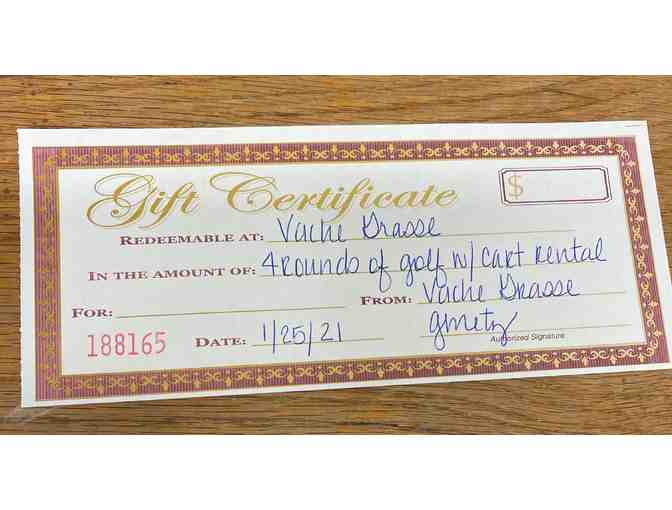 Gift Certificate $
REDEEMABLE AT: Vache Grasse
IN THE AMOUNT OF: 4 Rounds of golf w/ cart rental
FOR: FROM: Vache Grasse
188165 DATE: 1/25/21 gmetz
Authorized Signature